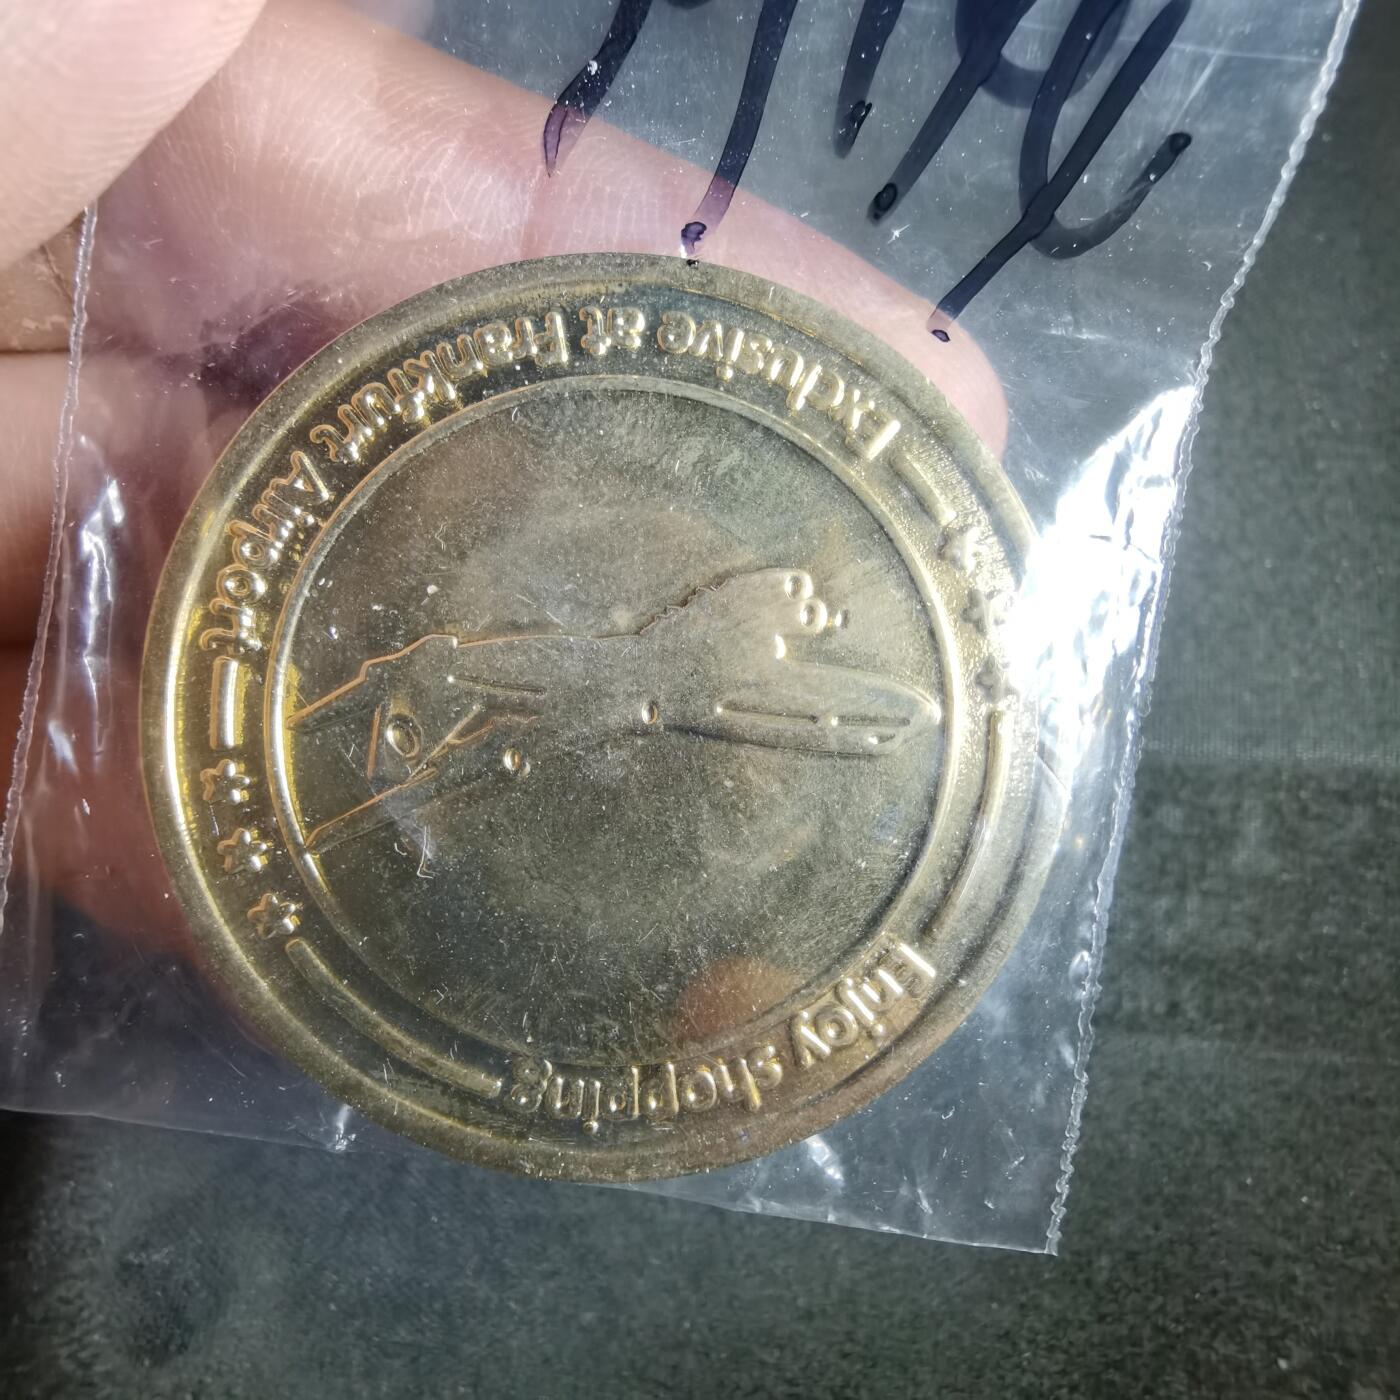 Exclusive at Frankfurt Airport
Enjoy shopping